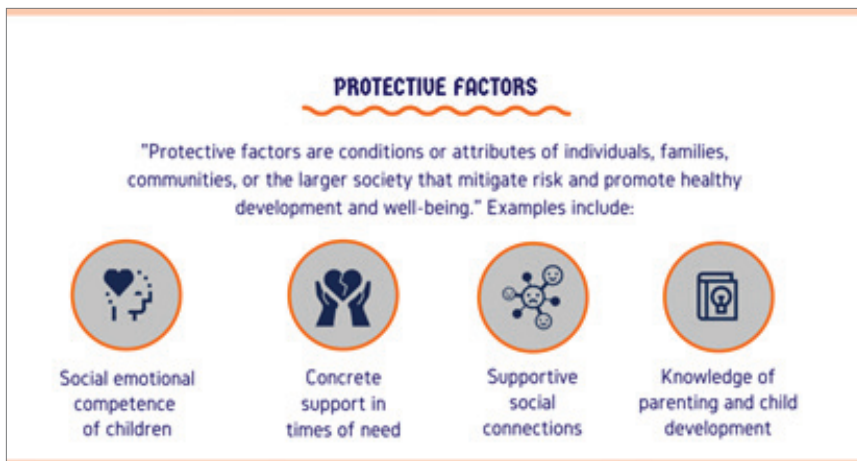 PROTECTIVE FACTORS
"Protective factors are conditions or attributes of individuals, families,
communities, or the larger society that mitigate risk and promote healthy
development and well-being." Examples include:
Social emotional
competence
of children
Concrete
support in
times of need
Supportive
social
connections
Knowledge of
parenting and child
development